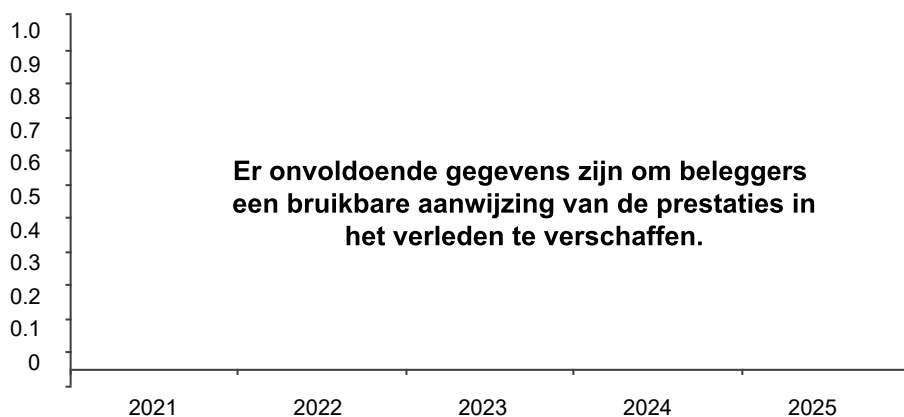 1.0
0.9
0.8
0.7
0.6
0.5
0.4
0.3
0.2
0.1
0
Er onvoldoende gegevens zijn om beleggers
een bruikbare aanwijzing van de prestaties in
het verleden te verschaffen.
2021 2022 2023 2024 2025